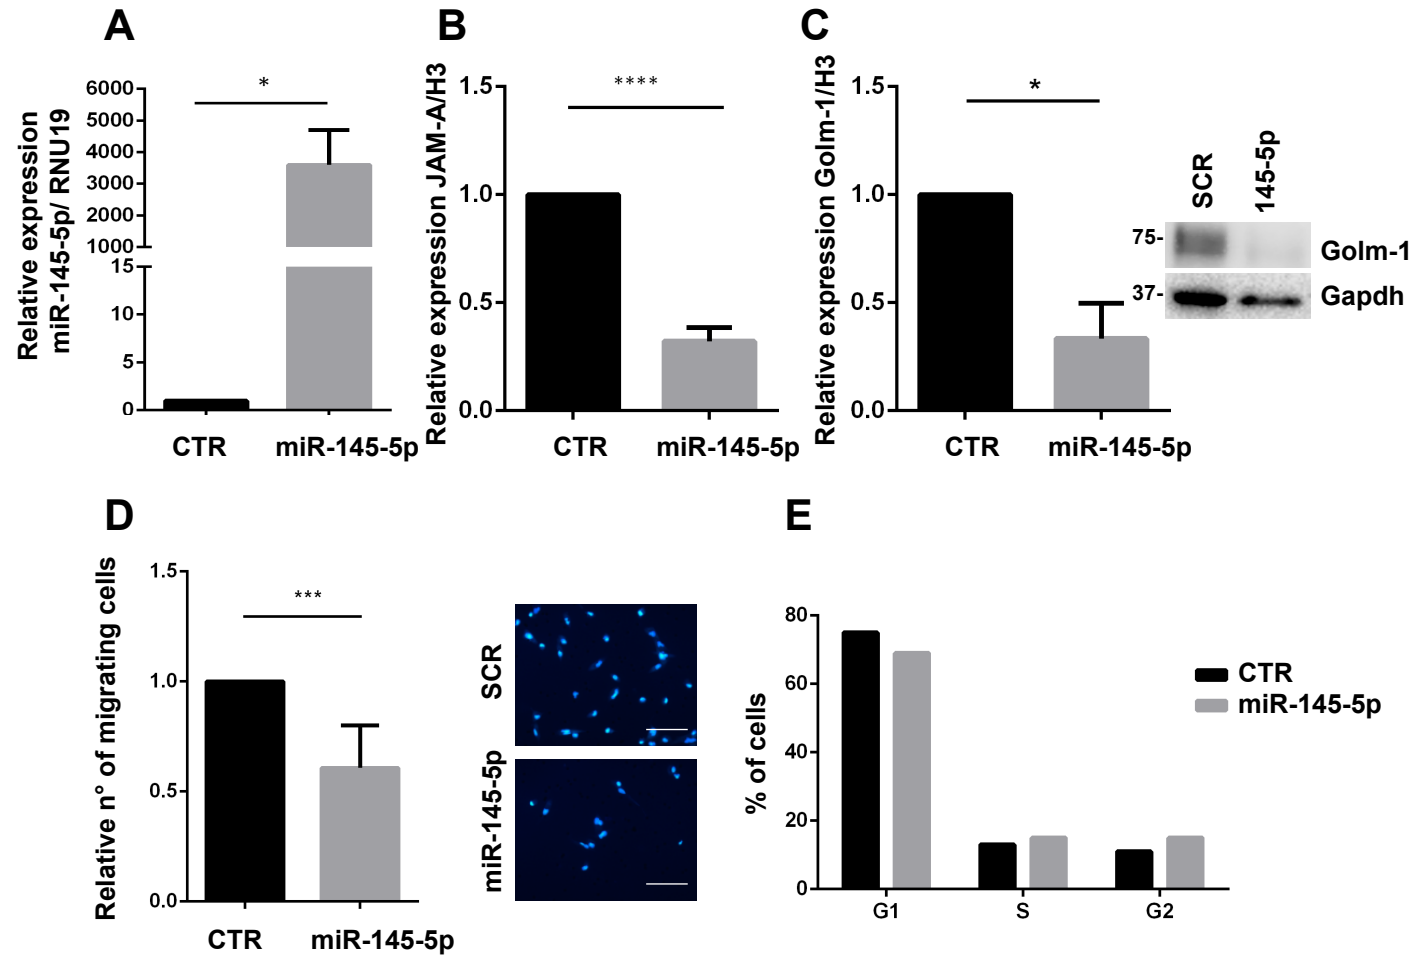 A
Relative expression
miR-145-5p/ RNU19
6000
5000
4000
3000
2000
1000
15
10
5
0
*
CTR
miR-145-5p
B
Relative expression JAM-A/H3
1.5
1.0
0.5
0.0
****
CTR
miR-145-5p
C
Relative expression Golm-1/H3
1.5
1.0
0.5
0.0
*
CTR
miR-145-5p
SCR
145-5p
75-
Golm-1
37-
Gapdh
D
Relative n° of migrating cells
1.5
1.0
0.5
0.0
***
CTR
miR-145-5p
SCR
miR-145-5p
E
% of cells
80
60
40
20
0
G1
S
G2
CTR
miR-145-5p